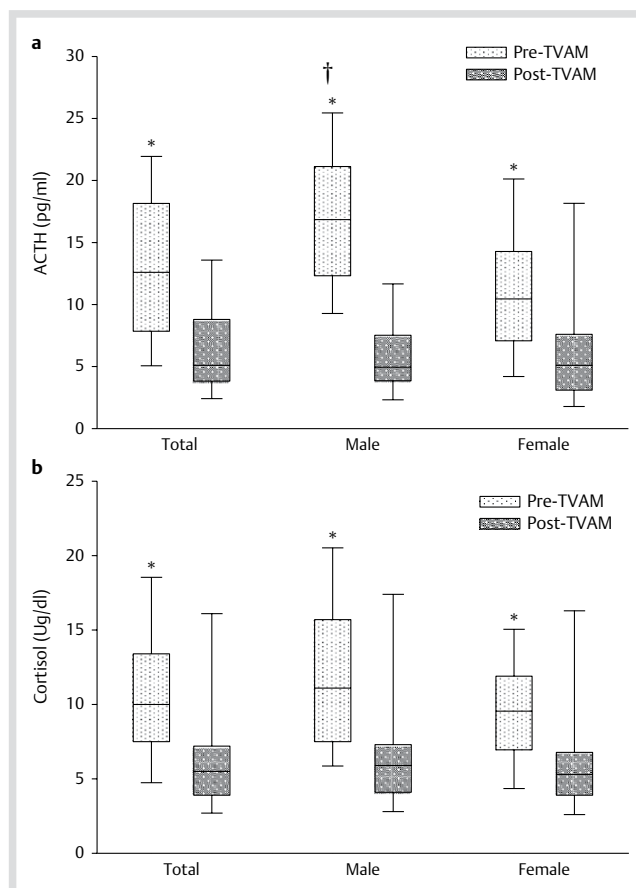 a
30
25
20
15
10
5
0
ACTH (pg/ml)
Pre-TVAM
Post-TVAM
*
†
*
*
Total Male Female
b
25
20
15
10
5
0
Cortisol (Ug/dl)
Pre-TVAM
Post-TVAM
*
*
*
Total Male Female